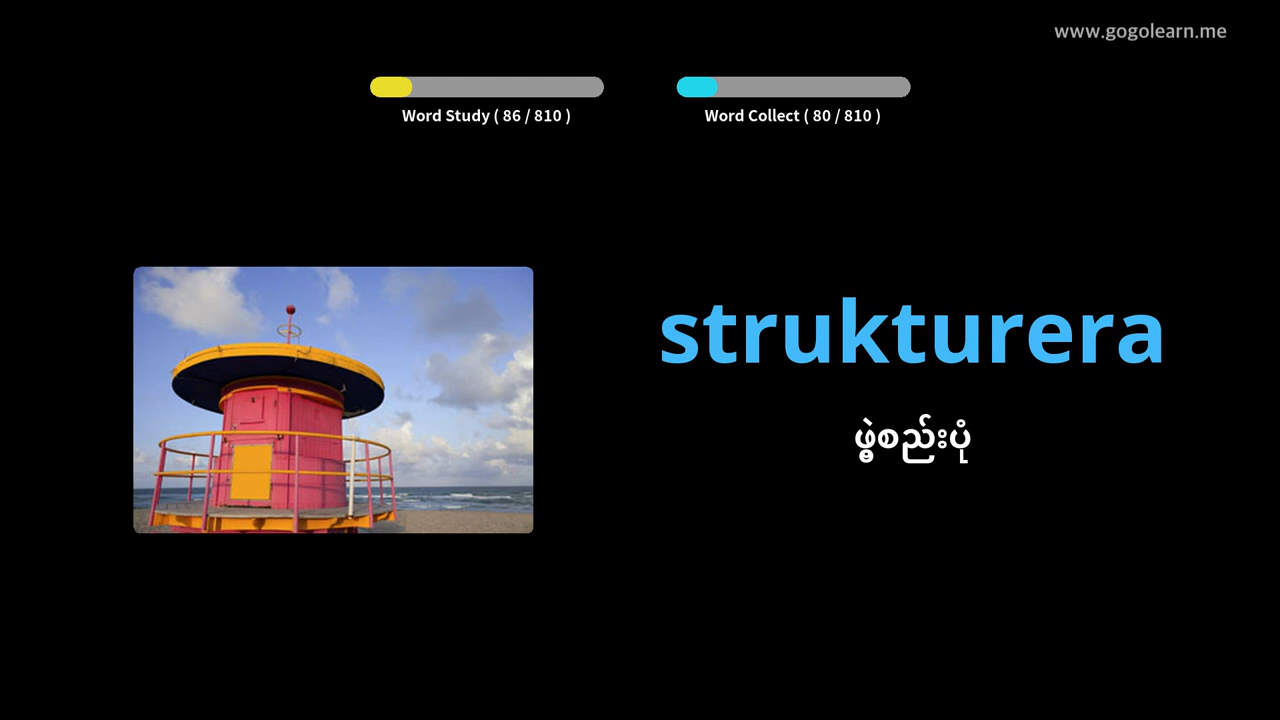 www.gogolearn.me
Word Study ( 86 / 810 )
Word Collect ( 80 / 810 )
strukturera
ဖွဲ့စည်းပုံ